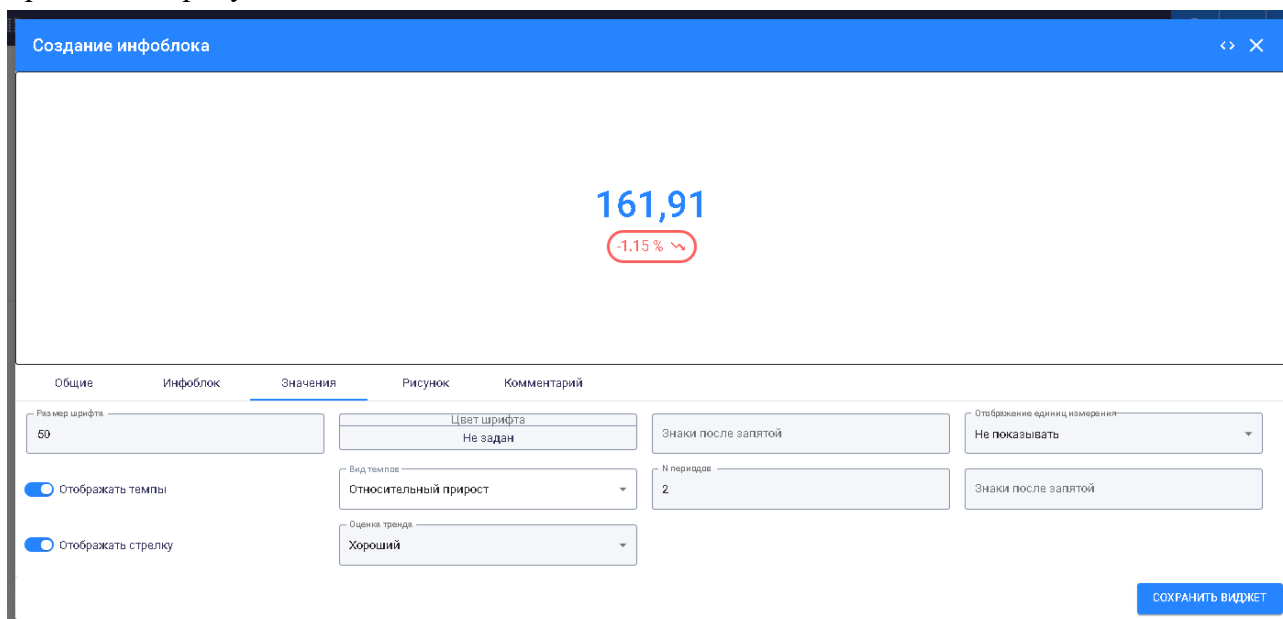 Создание инфоблока
161,91
-1.15 %
Общие Инфоблок Значения Рисунок Комментарий
Размер шрифта
50
Цвет шрифта
Не задан
Знаки после запятой
Отображение единиц измерения
Не показывать
Отображать темпы
Вид темпов
Относительный прирост
N периодов
2
Знаки после запятой
Отображать стрелку
Оценка тренда
Хороший
СОХРАНИТЬ ВИДЖЕТ